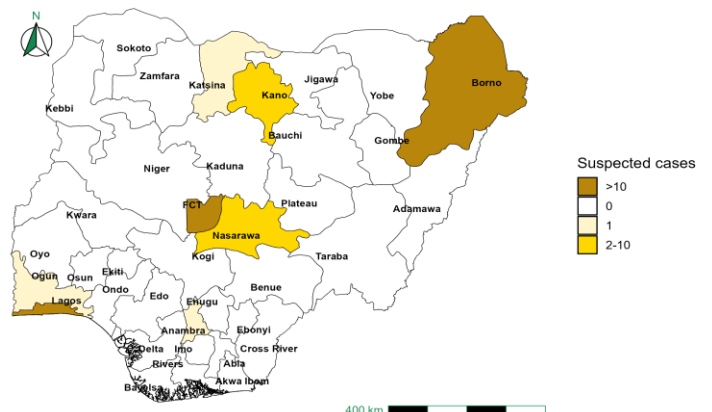 N
Sokoto
Zamfara
Katsina
Jigawa
Kano
Yobe
Borno
Kebbi
Bauchi
Gombe
Niger
Kaduna
FCT
Plateau
Adamawa
Kwara
Nasarawa
Kogi
Taraba
Oyo
Ogun
Osun
Ekiti
Ondo
Benue
Lagos
Edo
Enugu
Anambra
Ebonyi
Delta
Imo
Cross River
Rivers
Abia
Bayelsa
Akwa Ibom
Suspected cases
>10
0
1
2-10
400 km